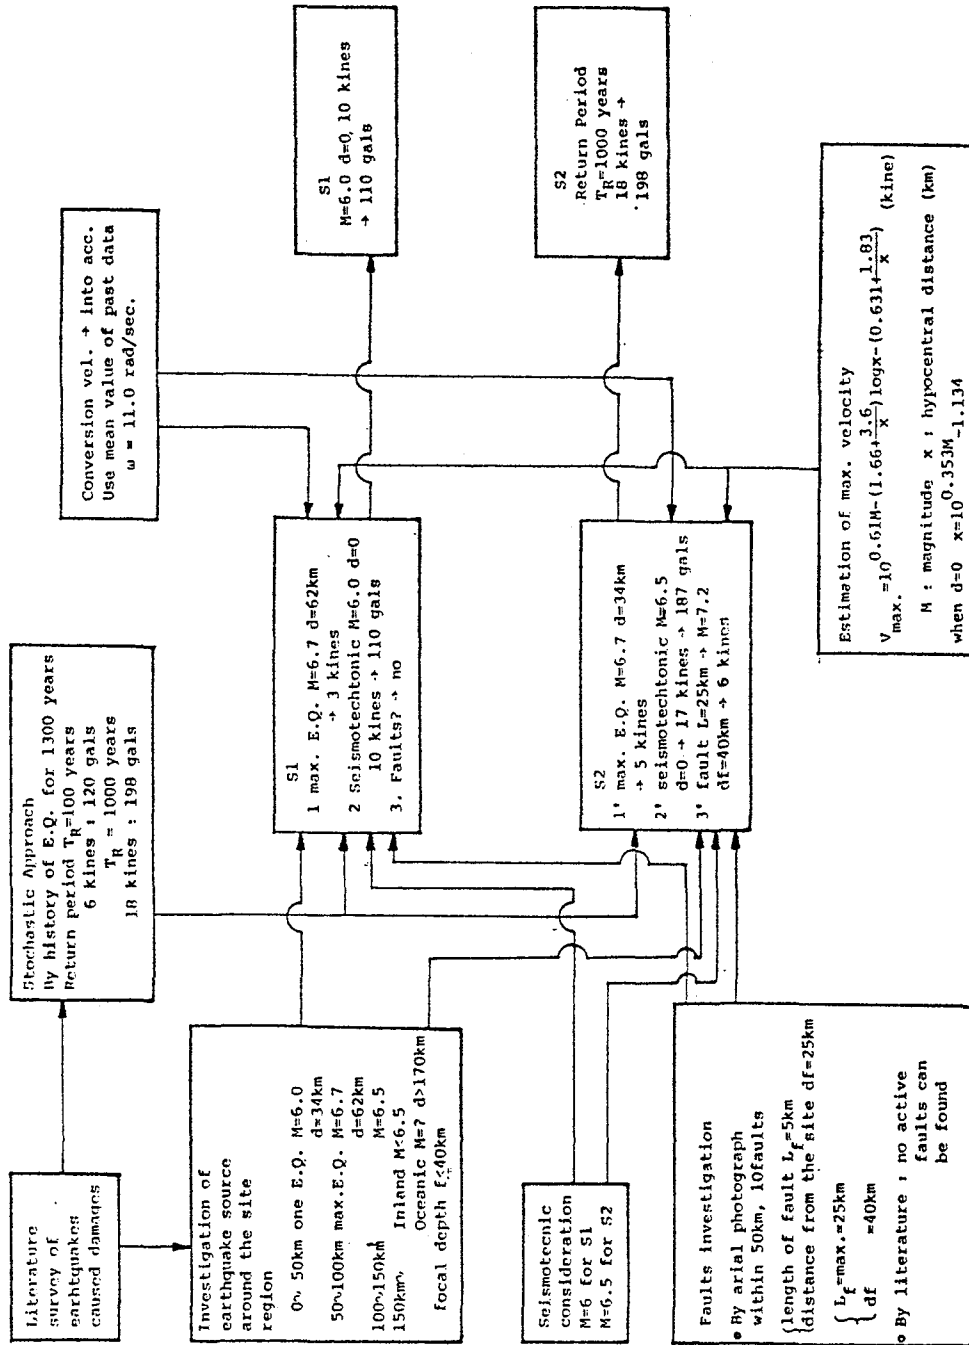 Literature
survey of
earhtquakes
caused damages
Stochastic Approach
By history of E.Q. for 1300 years
Return period TR=100 years
6 kines : 120 gals
TR = 1000 years
18 kines : 198 gals
Conversion vel. → into acc.
Use mean value of past data
ω = 11.0 rad/sec.
Investigation of
earthquake source
around the site
region
0∿ 50km one E.Q. M=6.0
d=34km
50∿100km max.E.Q. M=6.7
d=62km
100∿150km M=6.5
150km∿ Inland M<6.5
Oceanic M=? d>170km
focal depth f<40km
S1
1 max. E.Q. M=6.7 d=62km
→ 3 kines
2 Seismotechtonic M=6.0 d=0
10 kines → 110 gals
3. Faults? → no
S1
M=6.0 d=0, 10 kines
→ 110 gals
Seismotecnic
consideration
M=6 for S1
M=6.5 for S2
S2
1' max. E.Q. M=6.7 d=34km
→ 5 kines
2' seismotechtonic M=6.5
d=0 → 17 kines → 187 gals
3' fault L=25km → M=7.2
df=40km → 6 kines
S2
Return Period
TR=1000 years
18 kines →
198 gals
Faults investigation
• By arial photograph
within 50km, 10faults
{length of fault Lf=5km
{distance from the site df=25km
{ Lf=max.=25km
{ df =40km
o By literature : no active
faults can
be found
Estimation of max. velocity
Vmax.=10^0.61M-(1.66+3.6/x)logx-(0.631+1.83/x) (kine)
M : magnitude x : hypocentral distance (km)
when d=0 x=10^0.353M-1.134